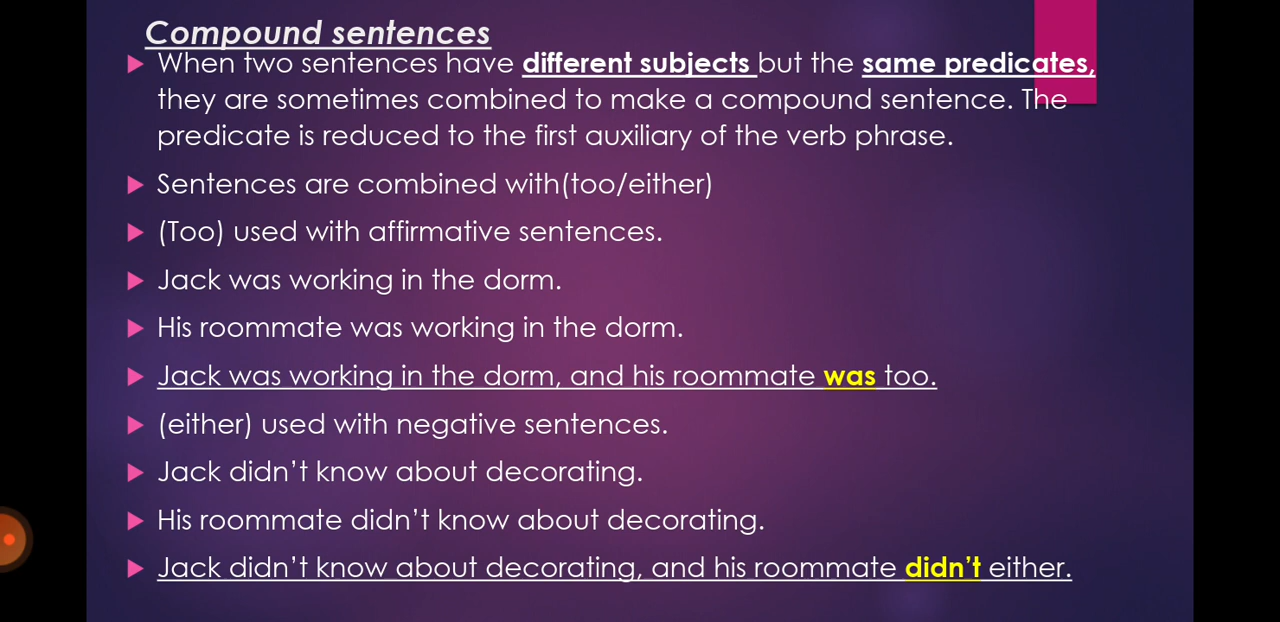 Compound sentences
When two sentences have different subjects but the same predicates,
they are sometimes combined to make a compound sentence. The
predicate is reduced to the first auxiliary of the verb phrase.
Sentences are combined with(too/either)
(Too) used with affirmative sentences.
Jack was working in the dorm.
His roommate was working in the dorm.
Jack was working in the dorm, and his roommate was too.
(either) used with negative sentences.
Jack didn’t know about decorating.
His roommate didn’t know about decorating.
Jack didn’t know about decorating, and his roommate didn’t either.